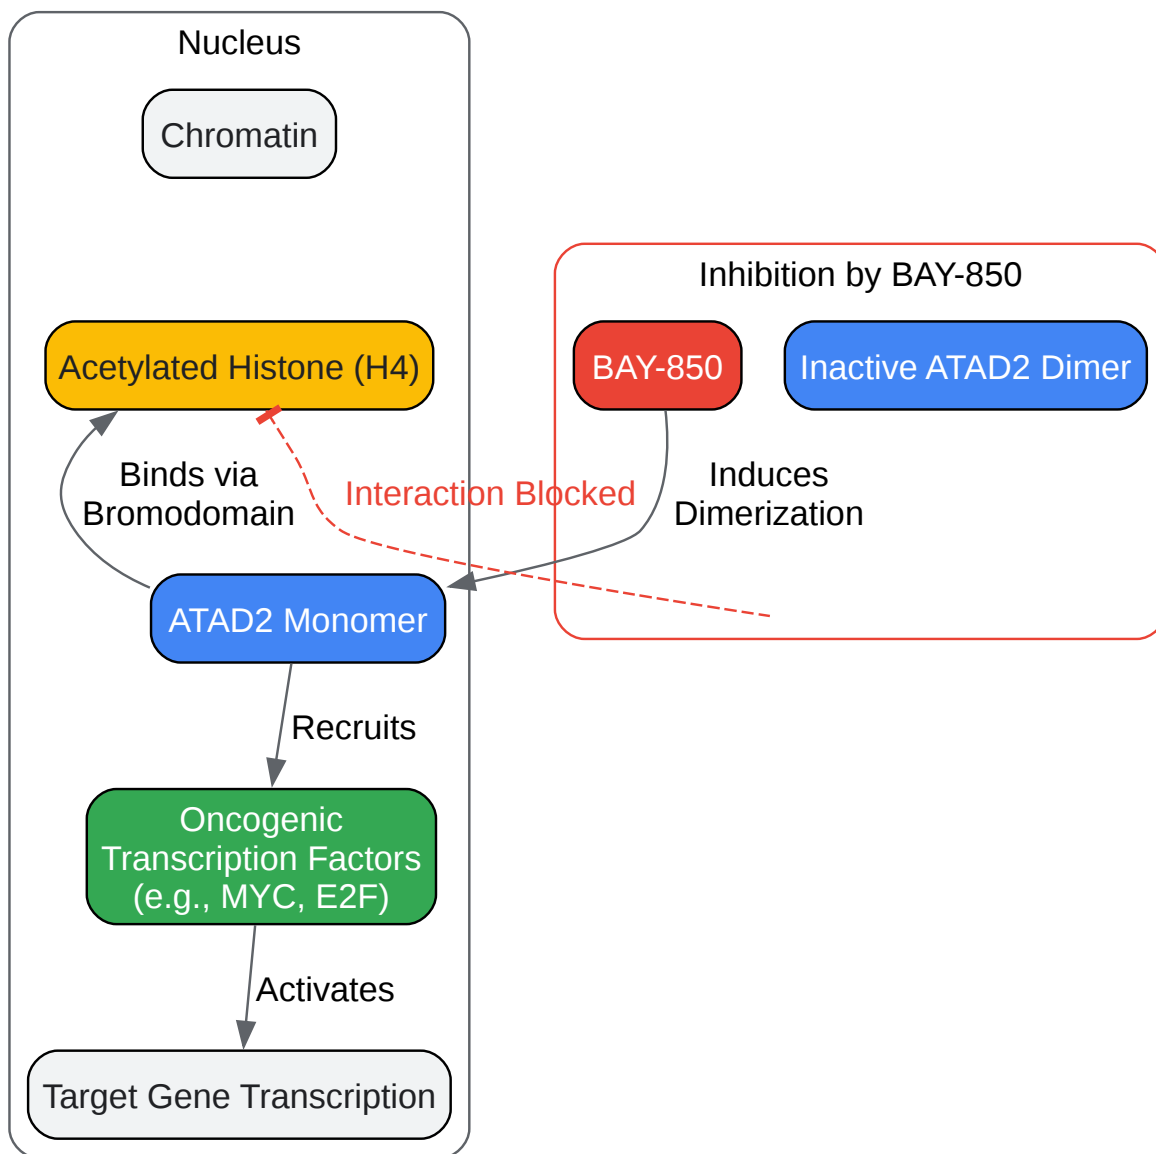 Nucleus
Chromatin
Inhibition by BAY-850
Acetylated Histone (H4)
BAY-850
Inactive ATAD2 Dimer
Binds via
Bromodomain
Interaction Blocked
Induces
Dimerization
ATAD2 Monomer
Recruits
Oncogenic
Transcription Factors
(e.g., MYC, E2F)
Activates
Target Gene Transcription